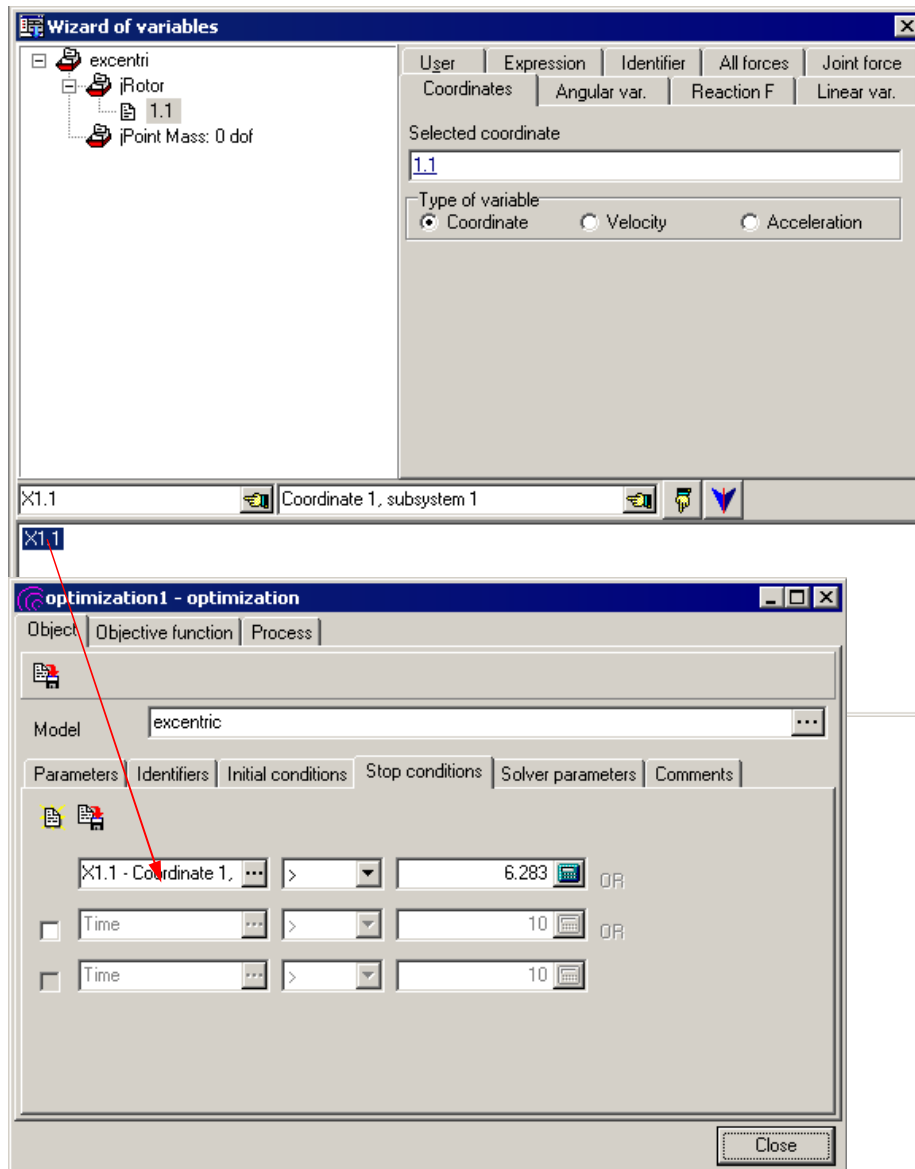 Wizard of variables
excentri
jRotor
1.1
jPoint Mass: 0 dof
User Expression Identifier All forces Joint force
Coordinates Angular var. Reaction F Linear var.
Selected coordinate
1.1
Type of variable
Coordinate Velocity Acceleration
X1.1 Coordinate 1, subsystem 1
X1.1
optimization1 - optimization
Object Objective function Process
Model excentric
Parameters Identifiers Initial conditions Stop conditions Solver parameters Comments
X1.1 - Coordinate 1, > 6.283 OR
Time > 10 OR
Time > 10
Close